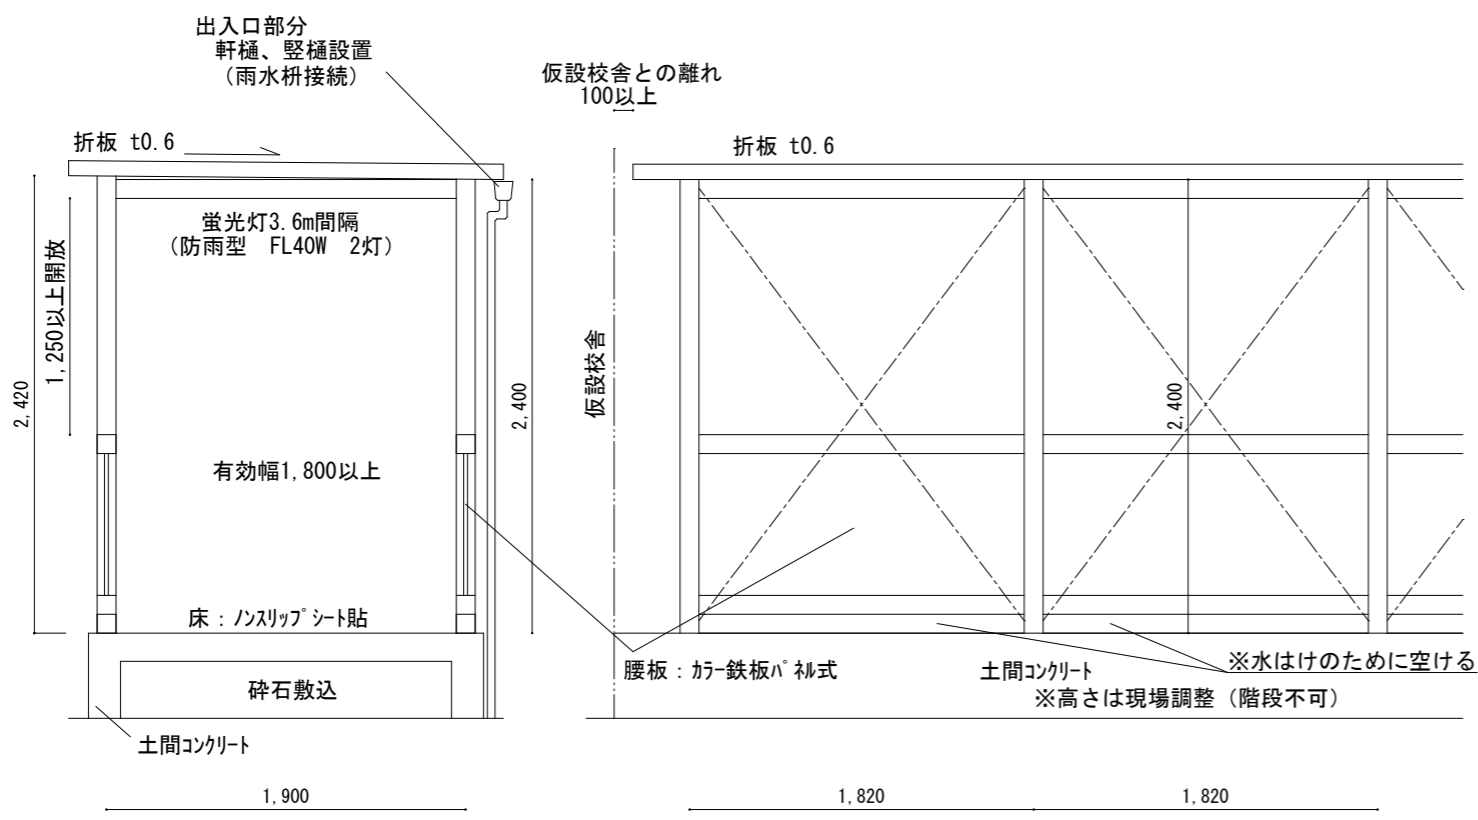 出入口部分
軒樋、竪樋設置
（雨水桝接続）
仮設校舎との離れ
100以上
折板 t0.6
折板 t0.6
蛍光灯3.6m間隔
（防雨型　FL40W　2灯）
1,250以上開放
2,420
2,400
仮設校舎
2,400
有効幅1,800以上
床：ﾉﾝｽﾘｯﾌﾟｼｰﾄ貼
腰板：ｶﾗｰ鉄板ﾊﾟﾈﾙ式
土間ｺﾝｸﾘｰﾄ
※水はけのために空ける
※高さは現場調整（階段不可）
砕石敷込
土間ｺﾝｸﾘｰﾄ
1,900
1,820
1,820